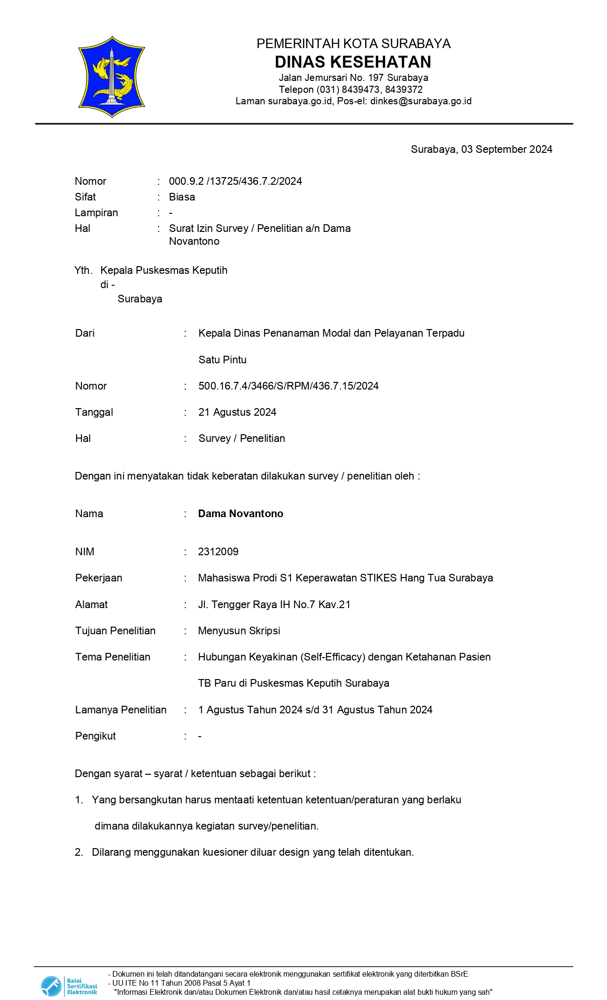 PEMERINTAH KOTA SURABAYA
DINAS KESEHATAN
Jalan Jemursari No. 197 Surabaya
Telepon (031) 8439473, 8439372
Laman surabaya.go.id, Pos-el: dinkes@surabaya.go.id
Surabaya, 03 September 2024
Nomor : 000.9.2 /13725/436.7.2/2024
Sifat : Biasa
Lampiran : -
Hal : Surat Izin Survey / Penelitian a/n Dama
Novantono
Yth. Kepala Puskesmas Keputih
di -
Surabaya
Dari : Kepala Dinas Penanaman Modal dan Pelayanan Terpadu
Satu Pintu
Nomor : 500.16.7.4/3466/S/RPM/436.7.15/2024
Tanggal : 21 Agustus 2024
Hal : Survey / Penelitian
Dengan ini menyatakan tidak keberatan dilakukan survey / penelitian oleh :
Nama : Dama Novantono
NIM : 2312009
Pekerjaan : Mahasiswa Prodi S1 Keperawatan STIKES Hang Tua Surabaya
Alamat : Jl. Tengger Raya IH No.7 Kav.21
Tujuan Penelitian : Menyusun Skripsi
Tema Penelitian : Hubungan Keyakinan (Self-Efficacy) dengan Ketahanan Pasien
TB Paru di Puskesmas Keputih Surabaya
Lamanya Penelitian : 1 Agustus Tahun 2024 s/d 31 Agustus Tahun 2024
Pengikut : -
Dengan syarat – syarat / ketentuan sebagai berikut :
1. Yang bersangkutan harus mentaati ketentuan ketentuan/peraturan yang berlaku
dimana dilakukannya kegiatan survey/penelitian.
2. Dilarang menggunakan kuesioner diluar design yang telah ditentukan.
Balai
Sertifikasi
Elektronik
- Dokumen ini telah ditandatangani secara elektronik menggunakan sertifikat elektronik yang diterbitkan BSrE
- UU ITE No 11 Tahun 2008 Pasal 5 Ayat 1
"Informasi Elektronik dan/atau Dokumen Elektronik dan/atau hasil cetaknya merupakan alat bukti hukum yang sah"